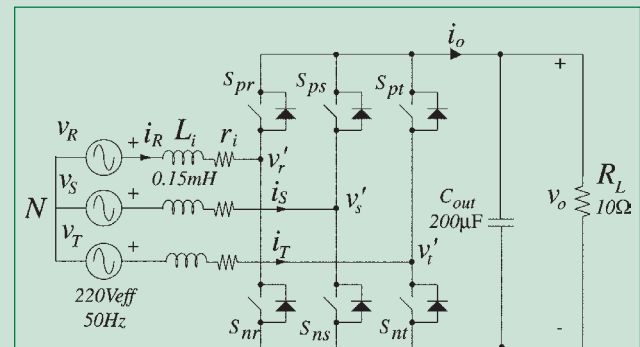 i_o
S_pr S_ps S_pt
+
v_R + i_R L_i r_i
v_r'
0.15mH
v_S
N + i_S v_s'
C_out
200μF
v_o
R_L
10Ω
v_T + i_T v_t'
220Veff
50Hz
S_nr S_ns S_nt
-